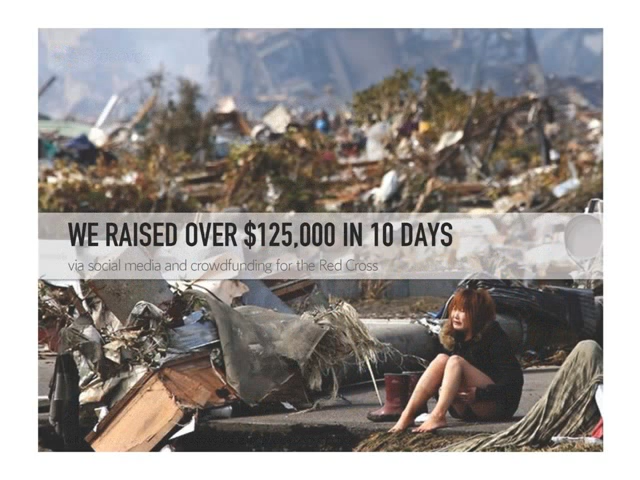 WE RAISED OVER $125,000 IN 10 DAYS
via social media and crowdfunding for the Red Cross